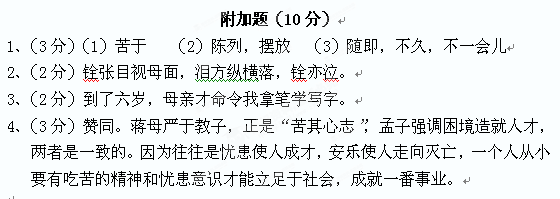 附加题（10 分）
1、（3 分）（1）苦于 （2）陈列，摆放 （3）随即，不久，不一会儿
2、（2 分）铨张目视母面，泪方纵横落，铨亦泣。
3、（2 分）到了六岁，母亲才命令我拿笔学写字。
4、（3 分）赞同。蒋母严于教子，正是“苦其心志”；孟子强调困境造就人才，
两者是一致的。因为往往是忧患使人成才，安乐使人走向灭亡，一个人从小
要有吃苦的精神和忧患意识才能立足于社会，成就一番事业。